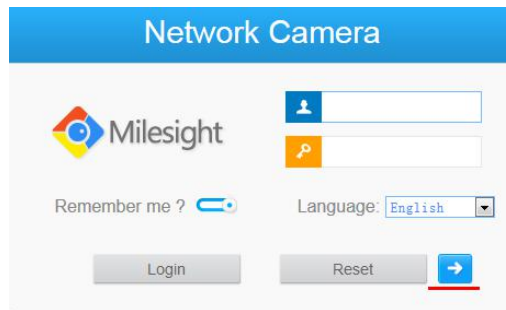 Network Camera
Milesight
Remember me ?
Language: English
Login
Reset